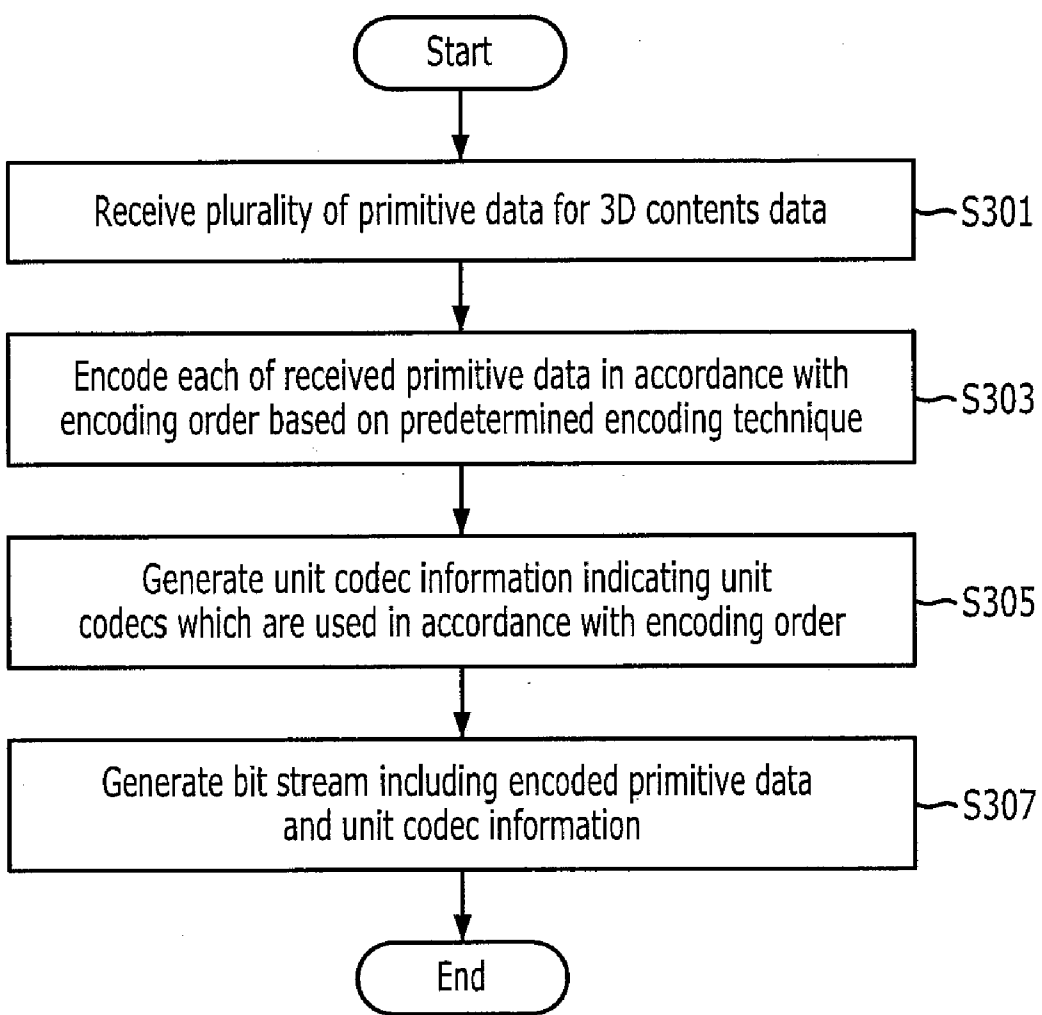 Start
Receive plurality of primitive data for 3D contents data
S301
Encode each of received primitive data in accordance with
encoding order based on predetermined encoding technique
S303
Generate unit codec information indicating unit
codecs which are used in accordance with encoding order
S305
Generate bit stream including encoded primitive data
and unit codec information
S307
End